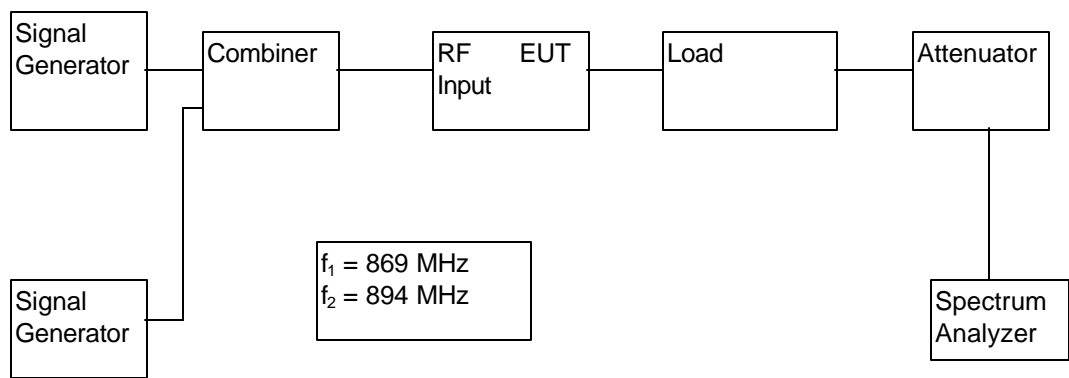 Signal
Generator
Combiner
RF EUT
Input
Load
Attenuator
f₁ = 869 MHz
f₂ = 894 MHz
Signal
Generator
Spectrum
Analyzer